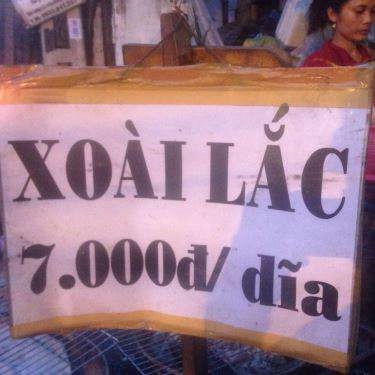 XOÀI LẮC
7.000đ/ dĩa